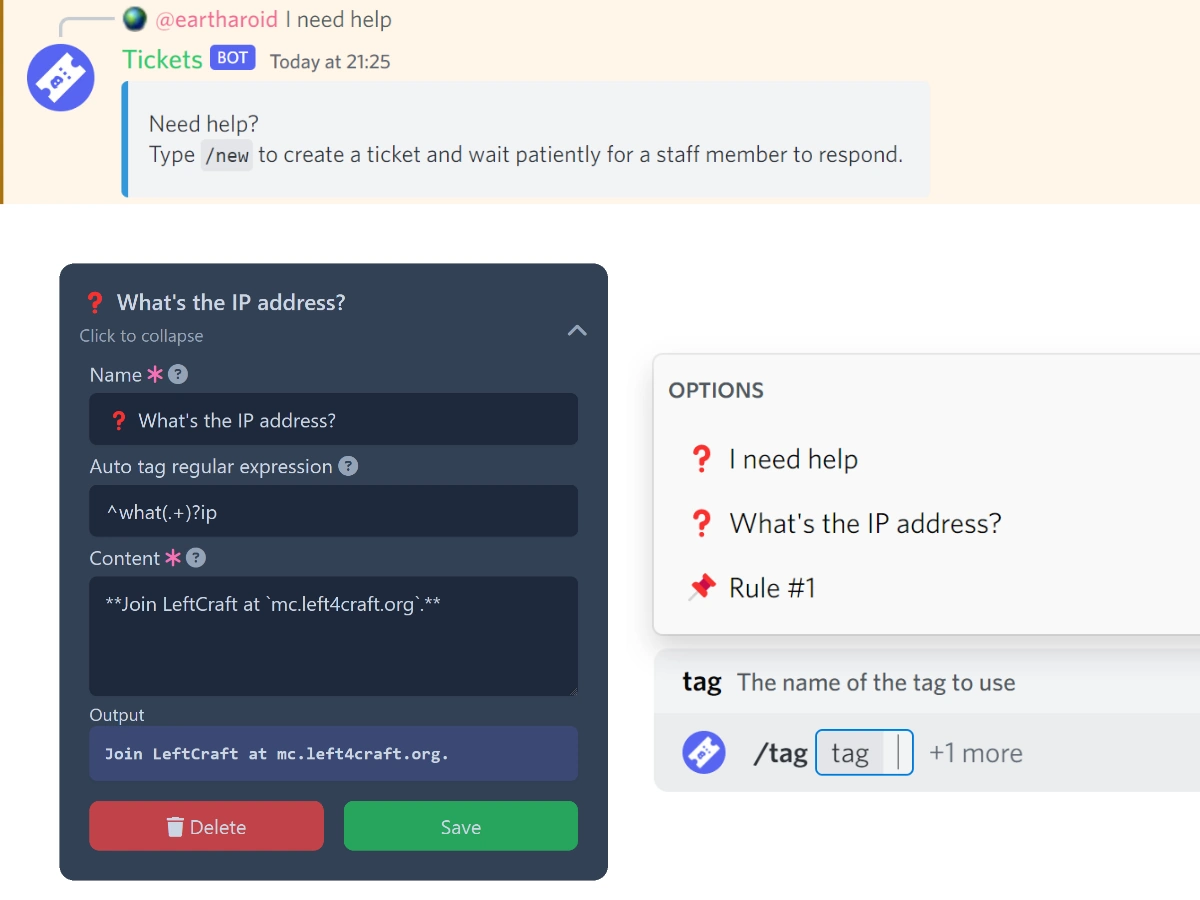 @eartharoid I need help
Tickets BOT Today at 21:25
Need help?
Type /new to create a ticket and wait patiently for a staff member to respond.
❓ What's the IP address?
Click to collapse
Name * ?
❓ What's the IP address?
Auto tag regular expression ?
^what(.+)?ip
Content * ?
**Join LeftCraft at `mc.left4craft.org`.**
Output
Join LeftCraft at mc.left4craft.org.
Delete
Save
OPTIONS
❓ I need help
❓ What's the IP address?
📌 Rule #1
tag The name of the tag to use
/tag tag +1 more